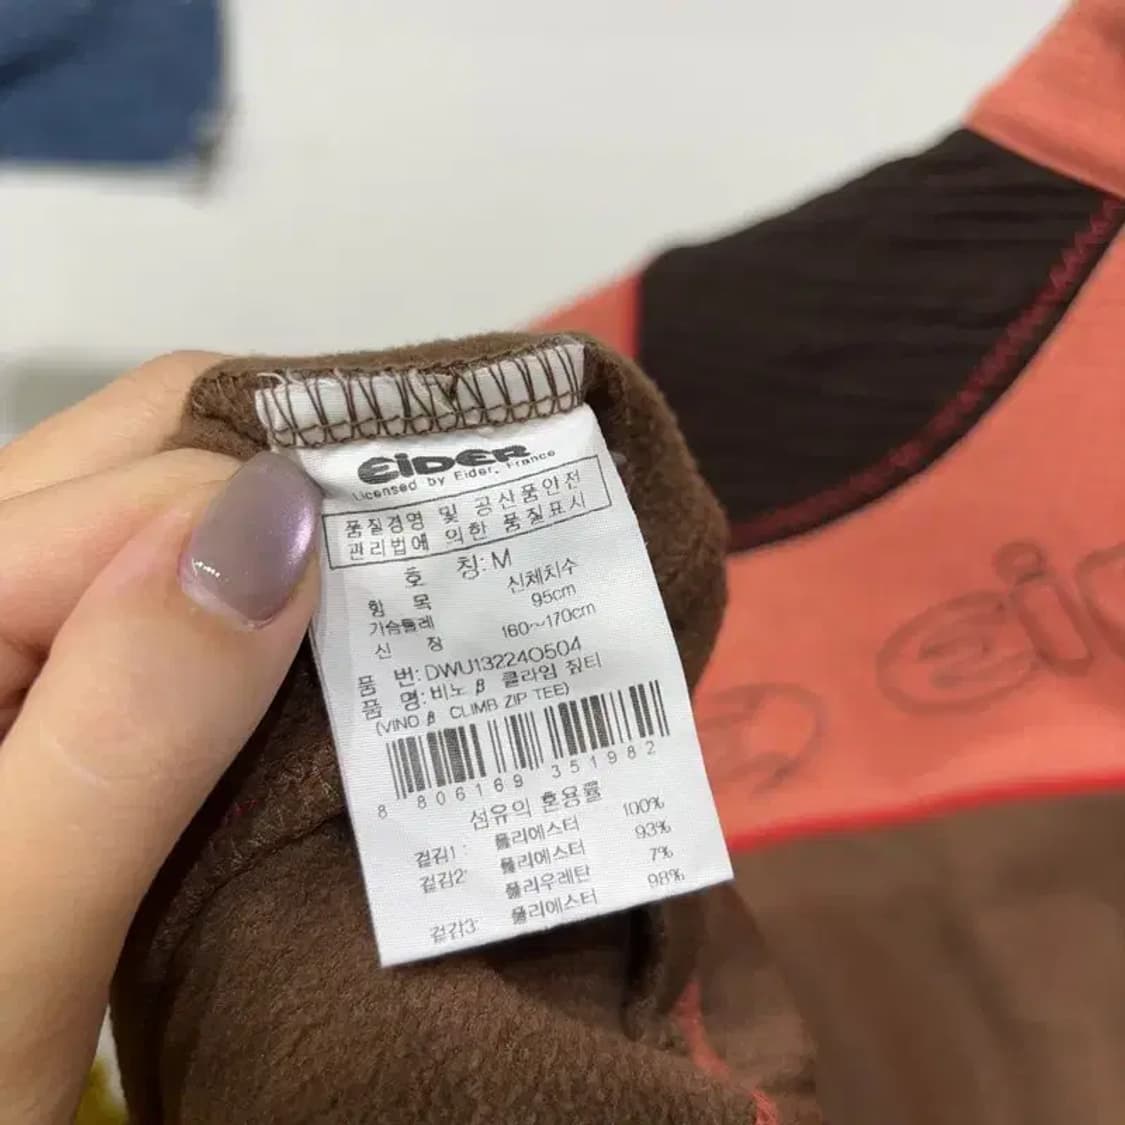 EiDER
Licensed by Eider, France
품질경영 및 공산품안전
관리법에 의한 품질표시
호 칭: M
항 목 신체치수
가슴둘레 95cm
신 장 160~170cm
품 번: DWU13224O504
품 명: 비노 β 클라임 짚티
(VINO β CLIMB ZIP TEE)
8 806169 351982
섬유의 혼용률
겉감1: 폴리에스터 100%
겉감2: 폴리에스터 93%
폴리우레탄 7%
겉감3: 폴리에스터 98%
eid